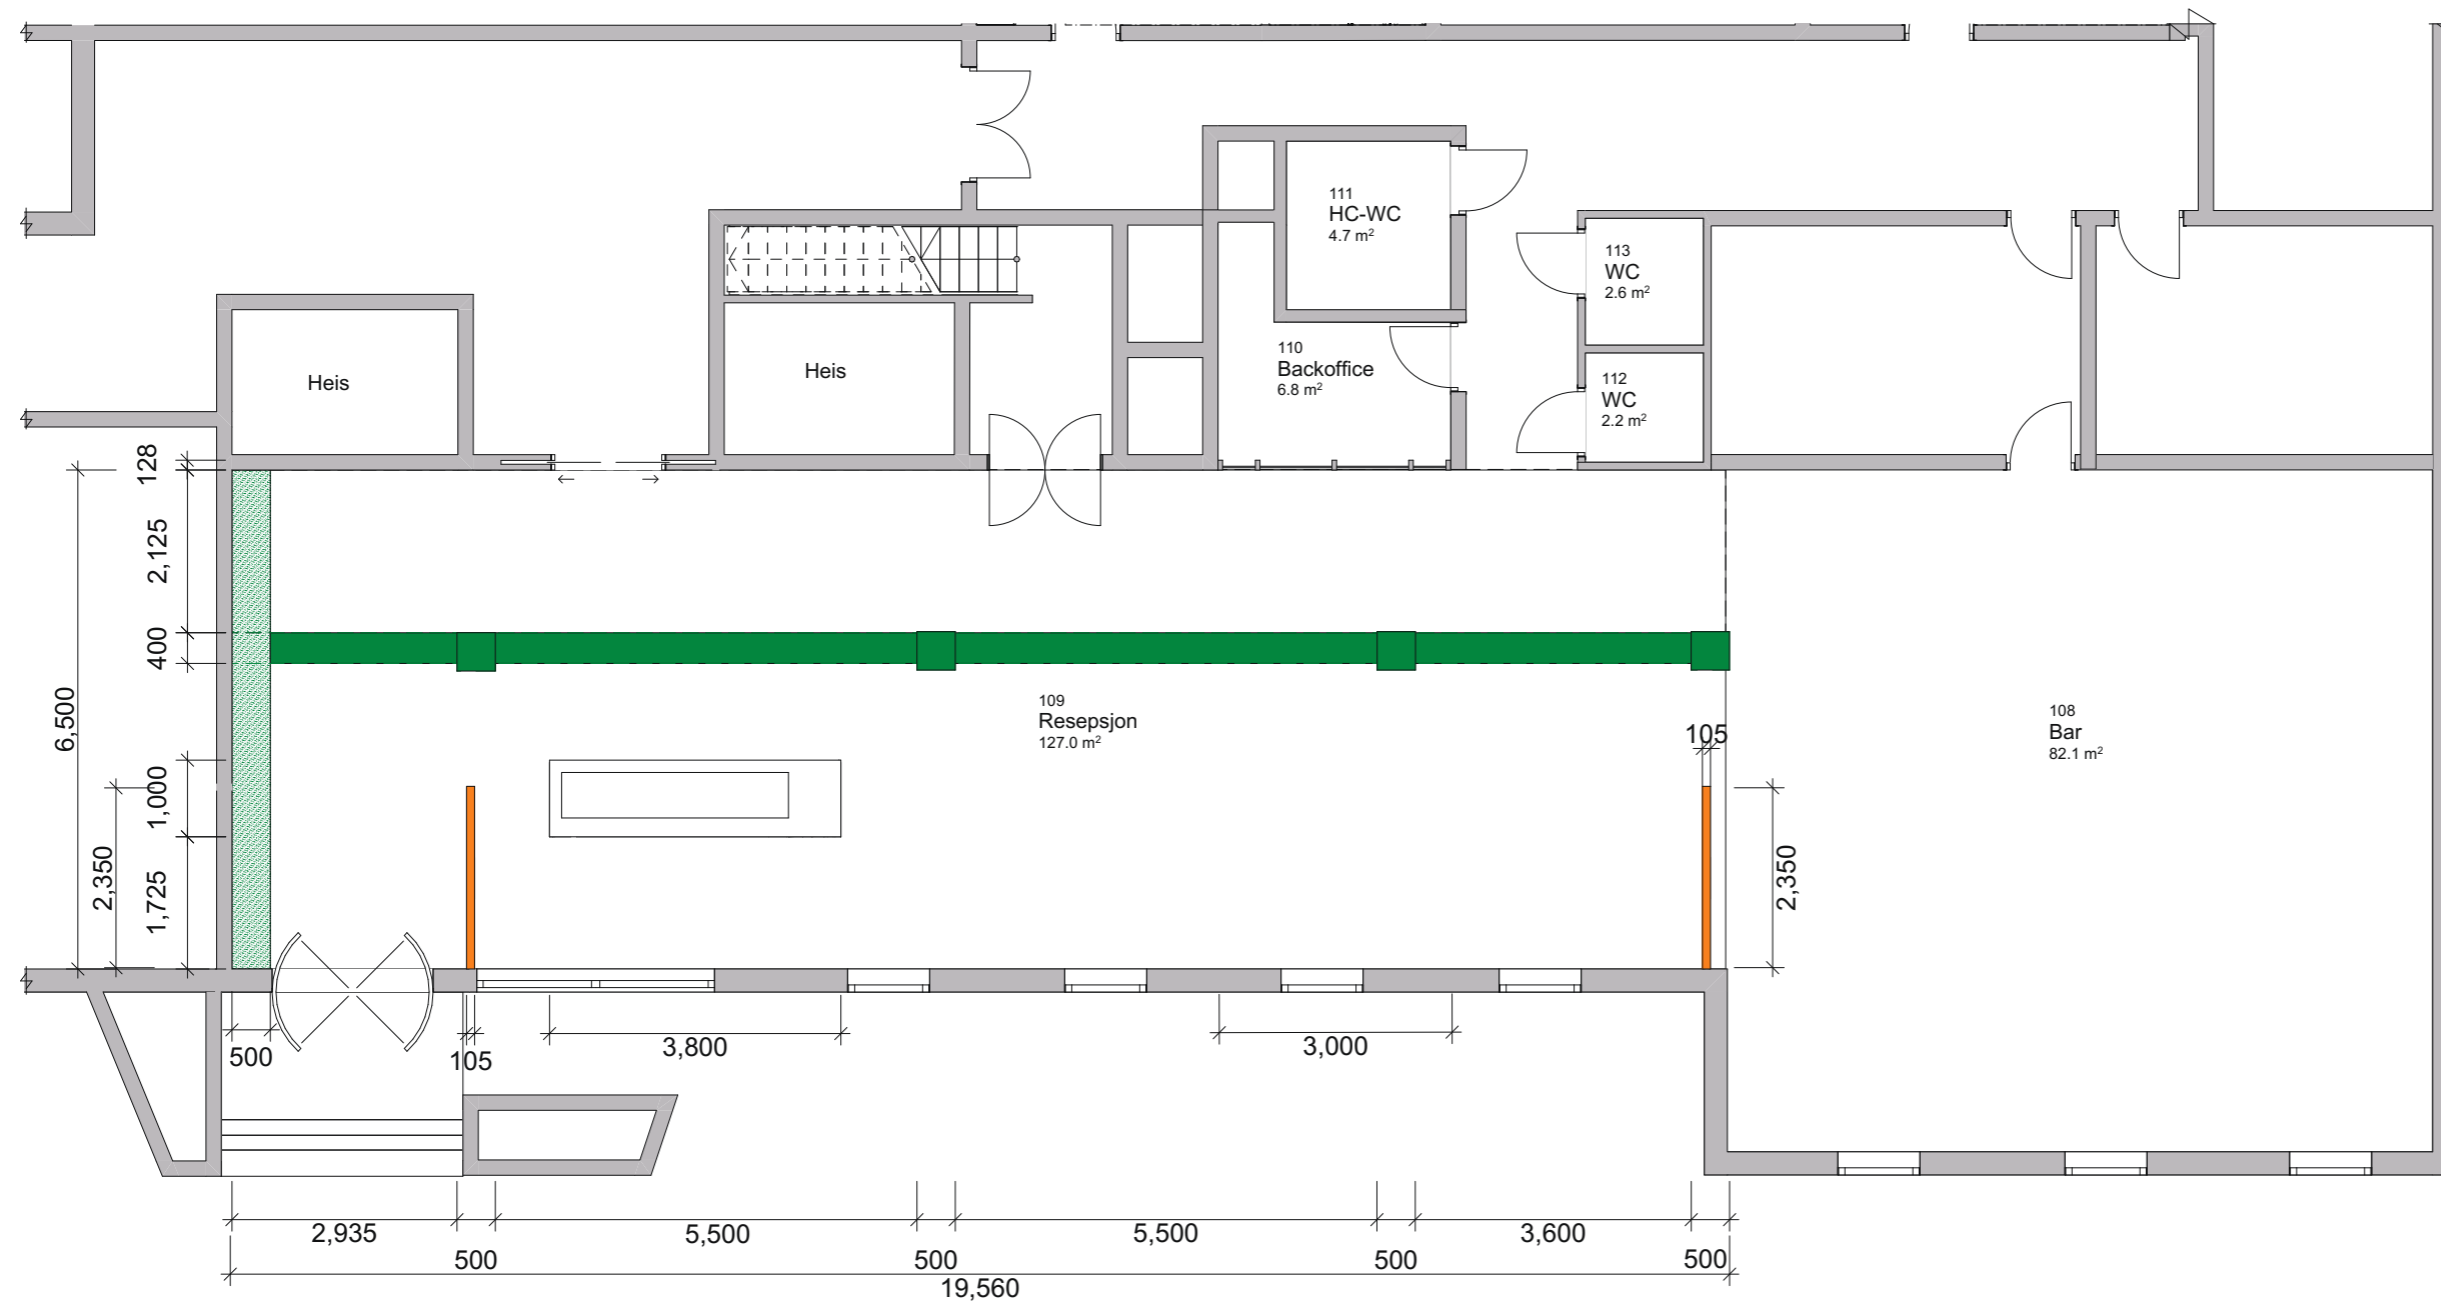 111
HC-WC
4.7 m²
113
WC
2.6 m²
110
Backoffice
6.8 m²
112
WC
2.2 m²
Heis
Heis
128
2,125
400
6,500
1,000
2,350
1,725
109
Resepsjon
127.0 m²
105
108
Bar
82.1 m²
2,350
500
105
3,800
3,000
2,935
5,500
5,500
3,600
500
500
500
500
19,560